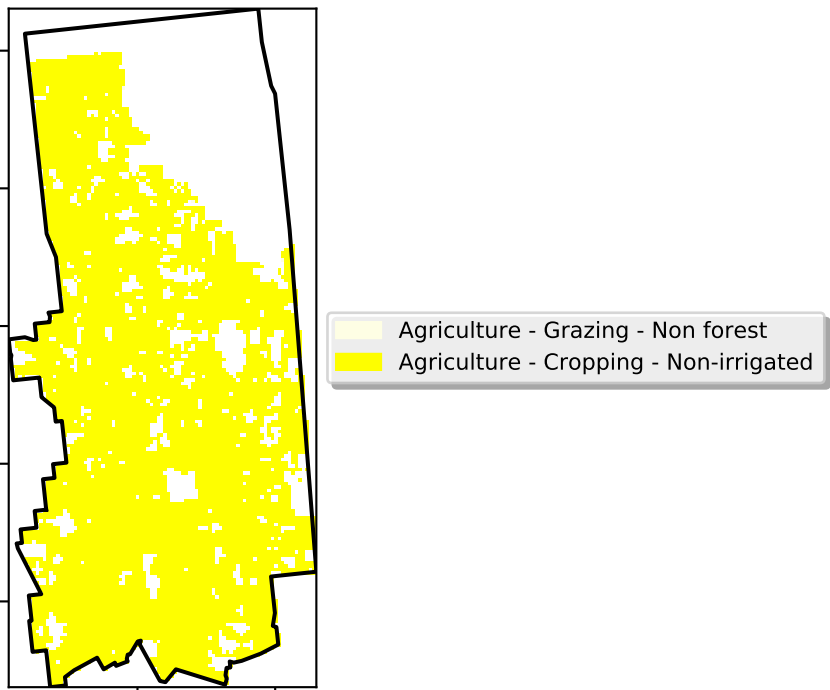 Agriculture - Grazing - Non forest
Agriculture - Cropping - Non-irrigated